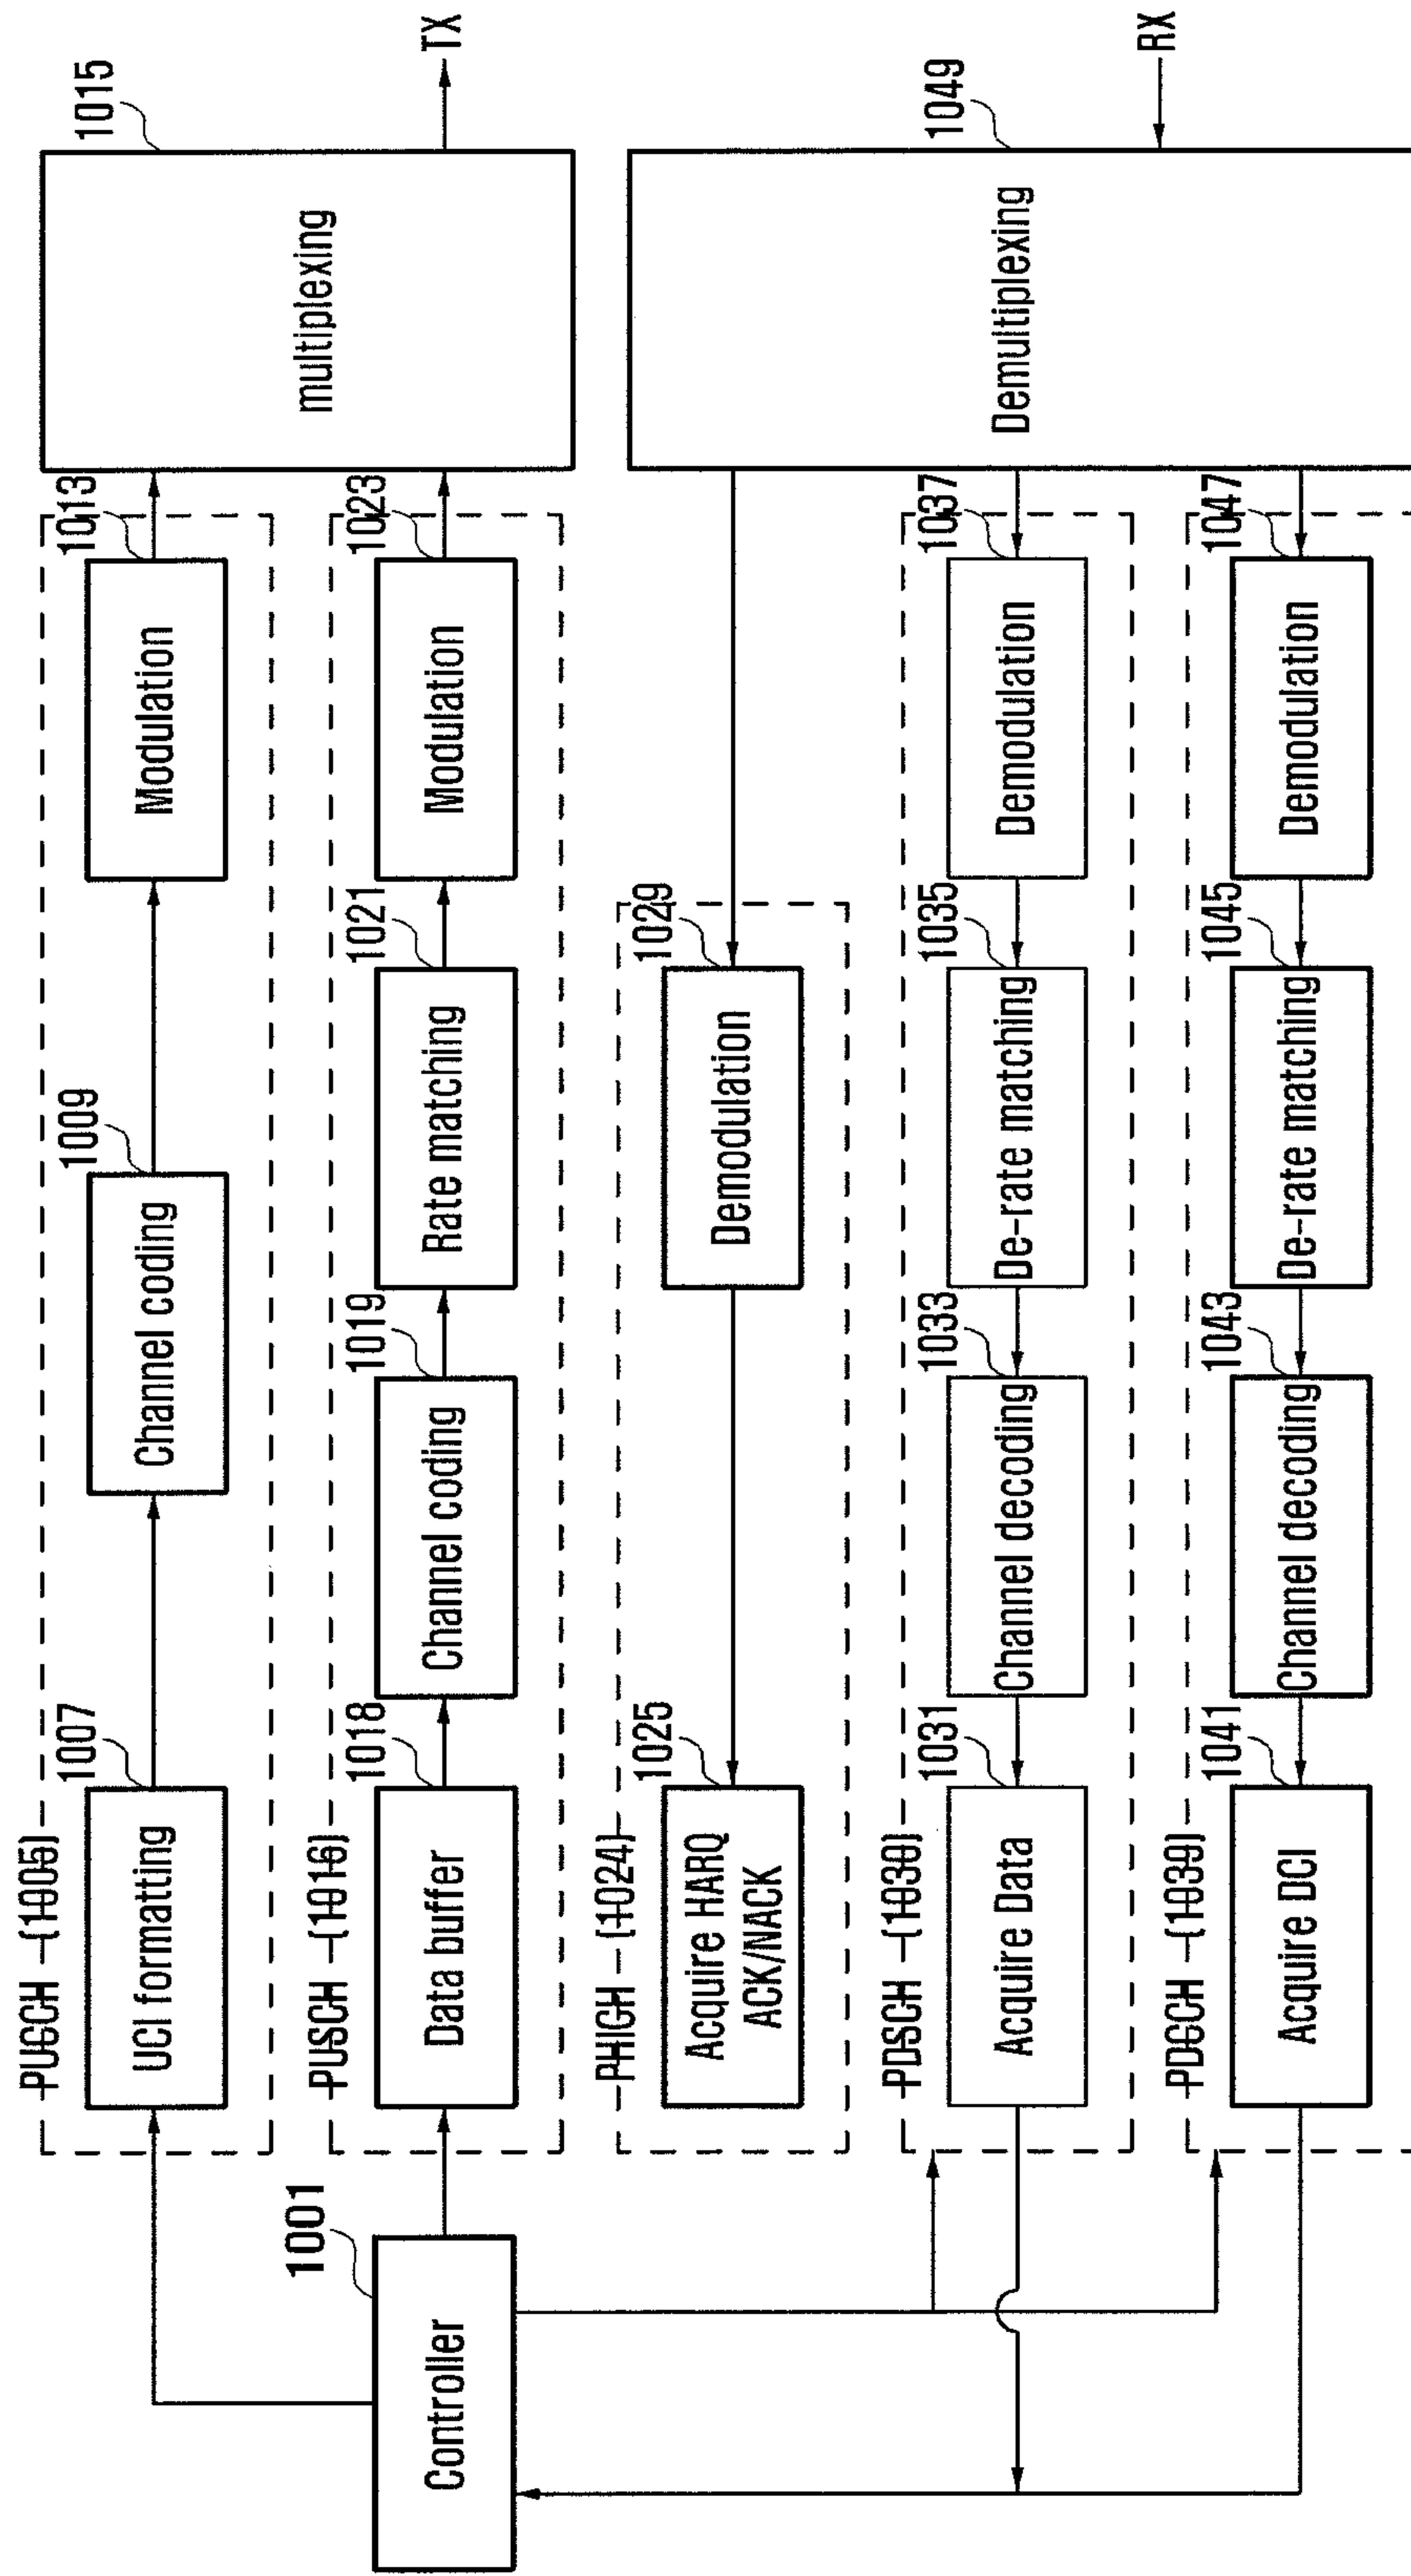 PUCCH (1005)
1007
UCI formatting
1009
Channel coding
1013
Modulation
1015
multiplexing
TX
1001
Controller
PUSCH (1016)
1018
Data buffer
1019
Channel coding
1021
Rate matching
1023
Modulation
PHICH (1024)
1025
Acquire HARQ
ACK/NACK
1029
Demodulation
1049
Demultiplexing
RX
PDSCH (1030)
1031
Acquire Data
1033
Channel decoding
1035
De-rate matching
1037
Demodulation
PDCCH (1039)
1041
Acquire DCI
1043
Channel decoding
1045
De-rate matching
1047
Demodulation